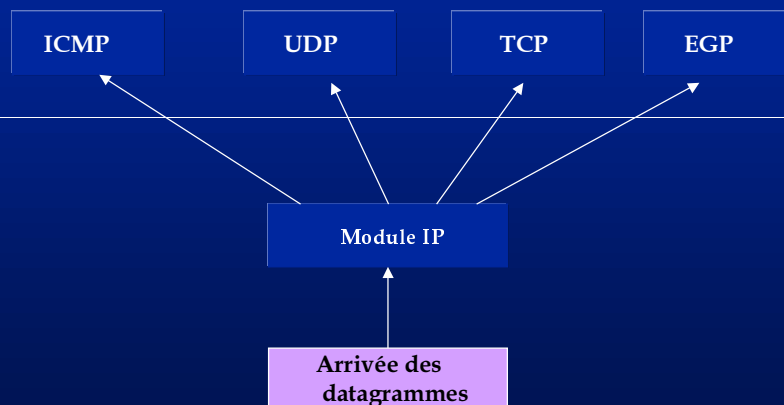 ICMP
UDP
TCP
EGP
Module IP
Arrivée des
datagrammes